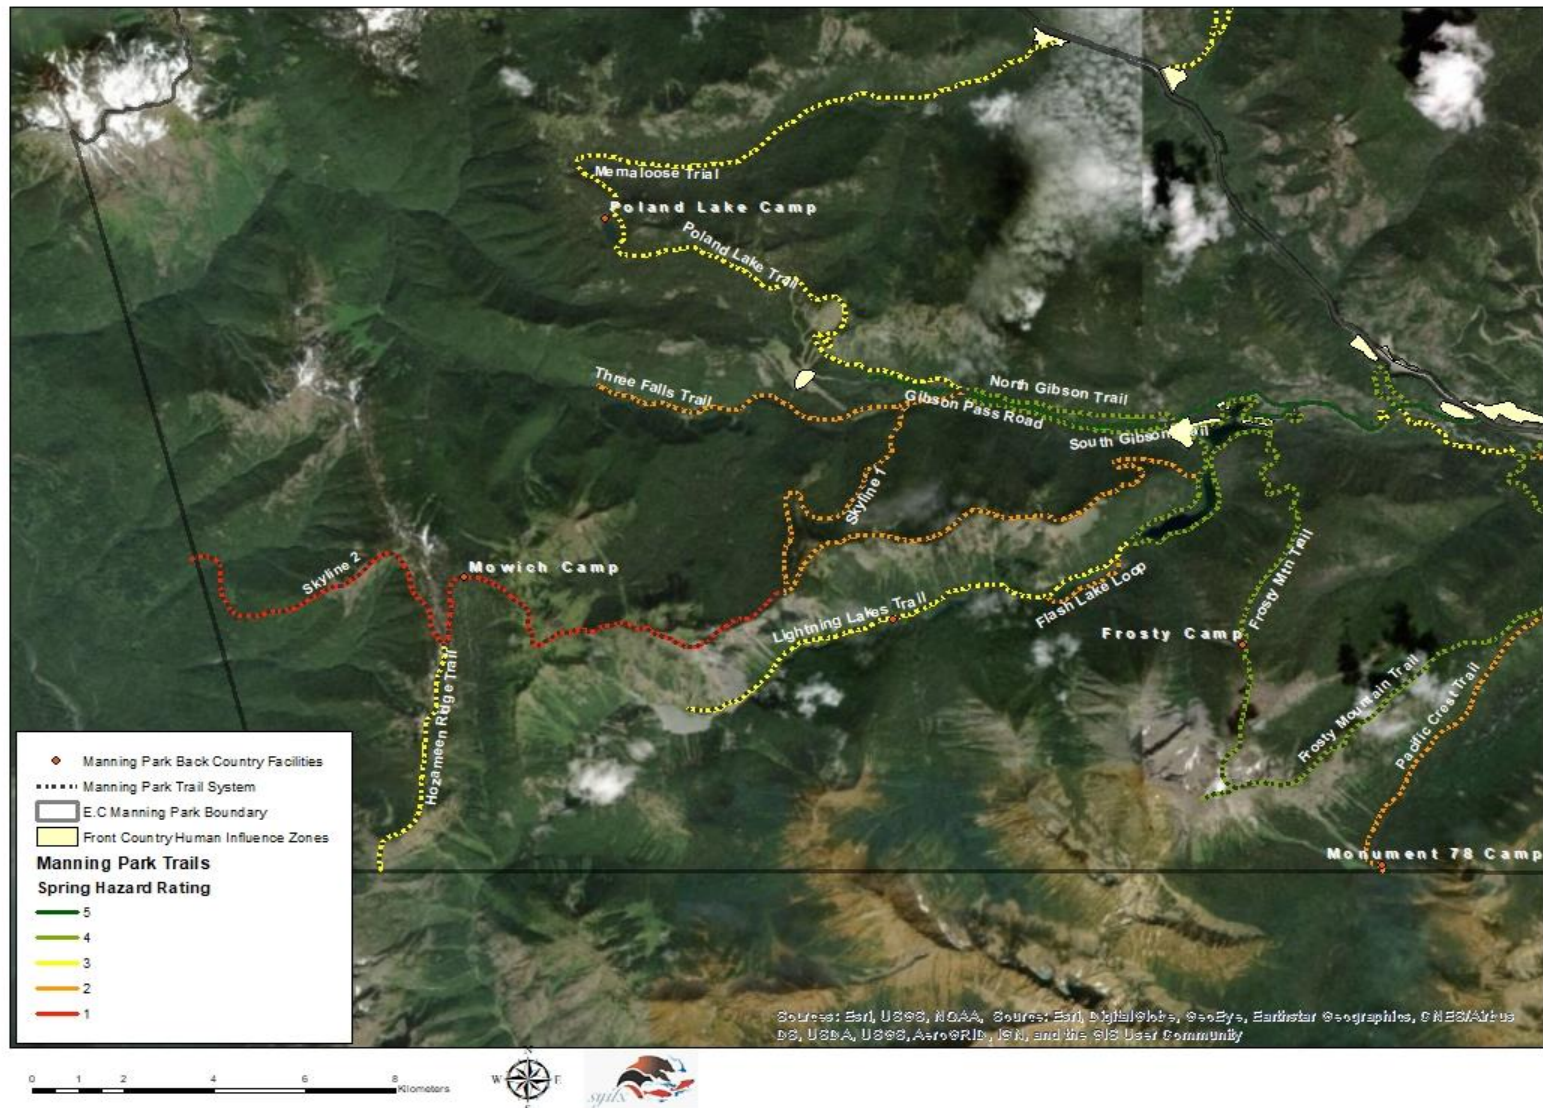 Memaloose Trial
Poland Lake Camp
Poland Lake Trail
Three Falls Trail
North Gibson Trail
Gibson Pass Road
South Gibson Trail
Skyline 1
Skyline 2
Mowich Camp
Lightning Lakes Trail
Flash Lake Loop
Frosty Mtn Trail
Frosty Camp
Hozameen Ridge Trail
Frosty Mountain Trail
Pacific Crest Trail
Monument 78 Camp
Manning Park Back Country Facilities
Manning Park Trail System
E.C Manning Park Boundary
Front Country Human Influence Zones
Manning Park Trails
Spring Hazard Rating
5
4
3
2
1
Sources: Esri, USGS, NOAA, Source: Esri, DigitalGlobe, GeoEye, Earthstar Geographics, CNES/Airbus
DS, USDA, USGS, AeroGRID, IGN, and the GIS User Community
0 1 2 4 6 8
Kilometers
N
W E
S
syilx